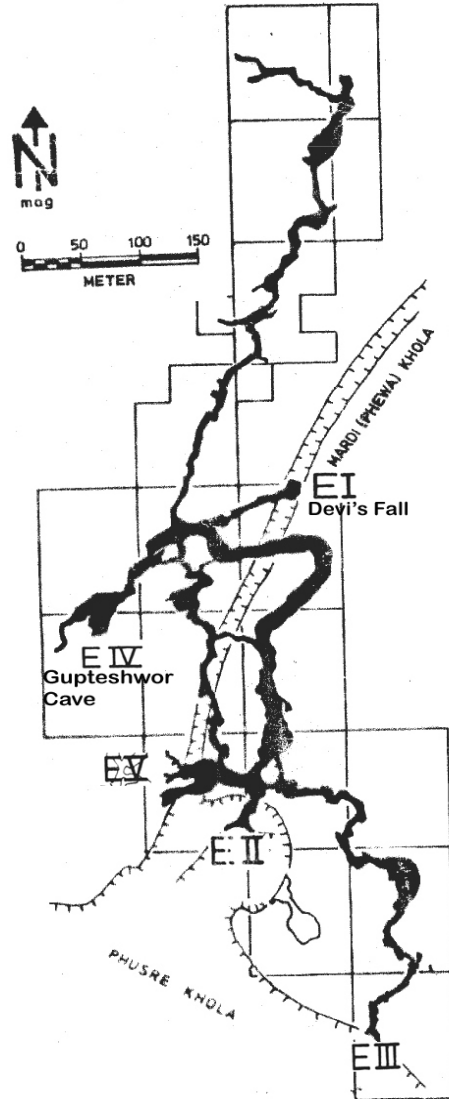 N
mag
0 50 100 150
METER
MARDI (PHEWA) KHOLA
E I
Devi's Fall
E IV
Gupteshwor
Cave
E V
E II
PHUSRE KHOLA
E III